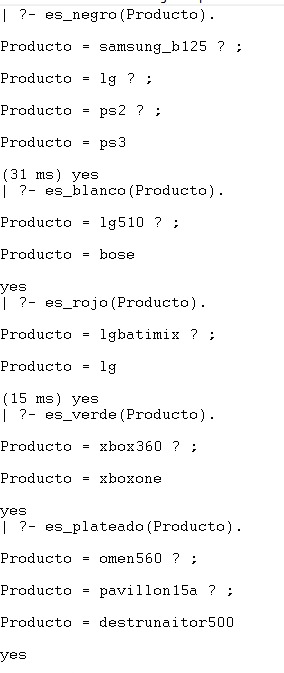 | ?- es_negro(Producto).
Producto = samsung_b125 ? ;
Producto = lg ? ;
Producto = ps2 ? ;
Producto = ps3
(31 ms) yes
| ?- es_blanco(Producto).
Producto = lg510 ? ;
Producto = bose
yes
| ?- es_rojo(Producto).
Producto = lgbatimix ? ;
Producto = lg
(15 ms) yes
| ?- es_verde(Producto).
Producto = xbox360 ? ;
Producto = xboxone
yes
| ?- es_plateado(Producto).
Producto = omen560 ? ;
Producto = pavillon15a ? ;
Producto = destrunaitor500
yes